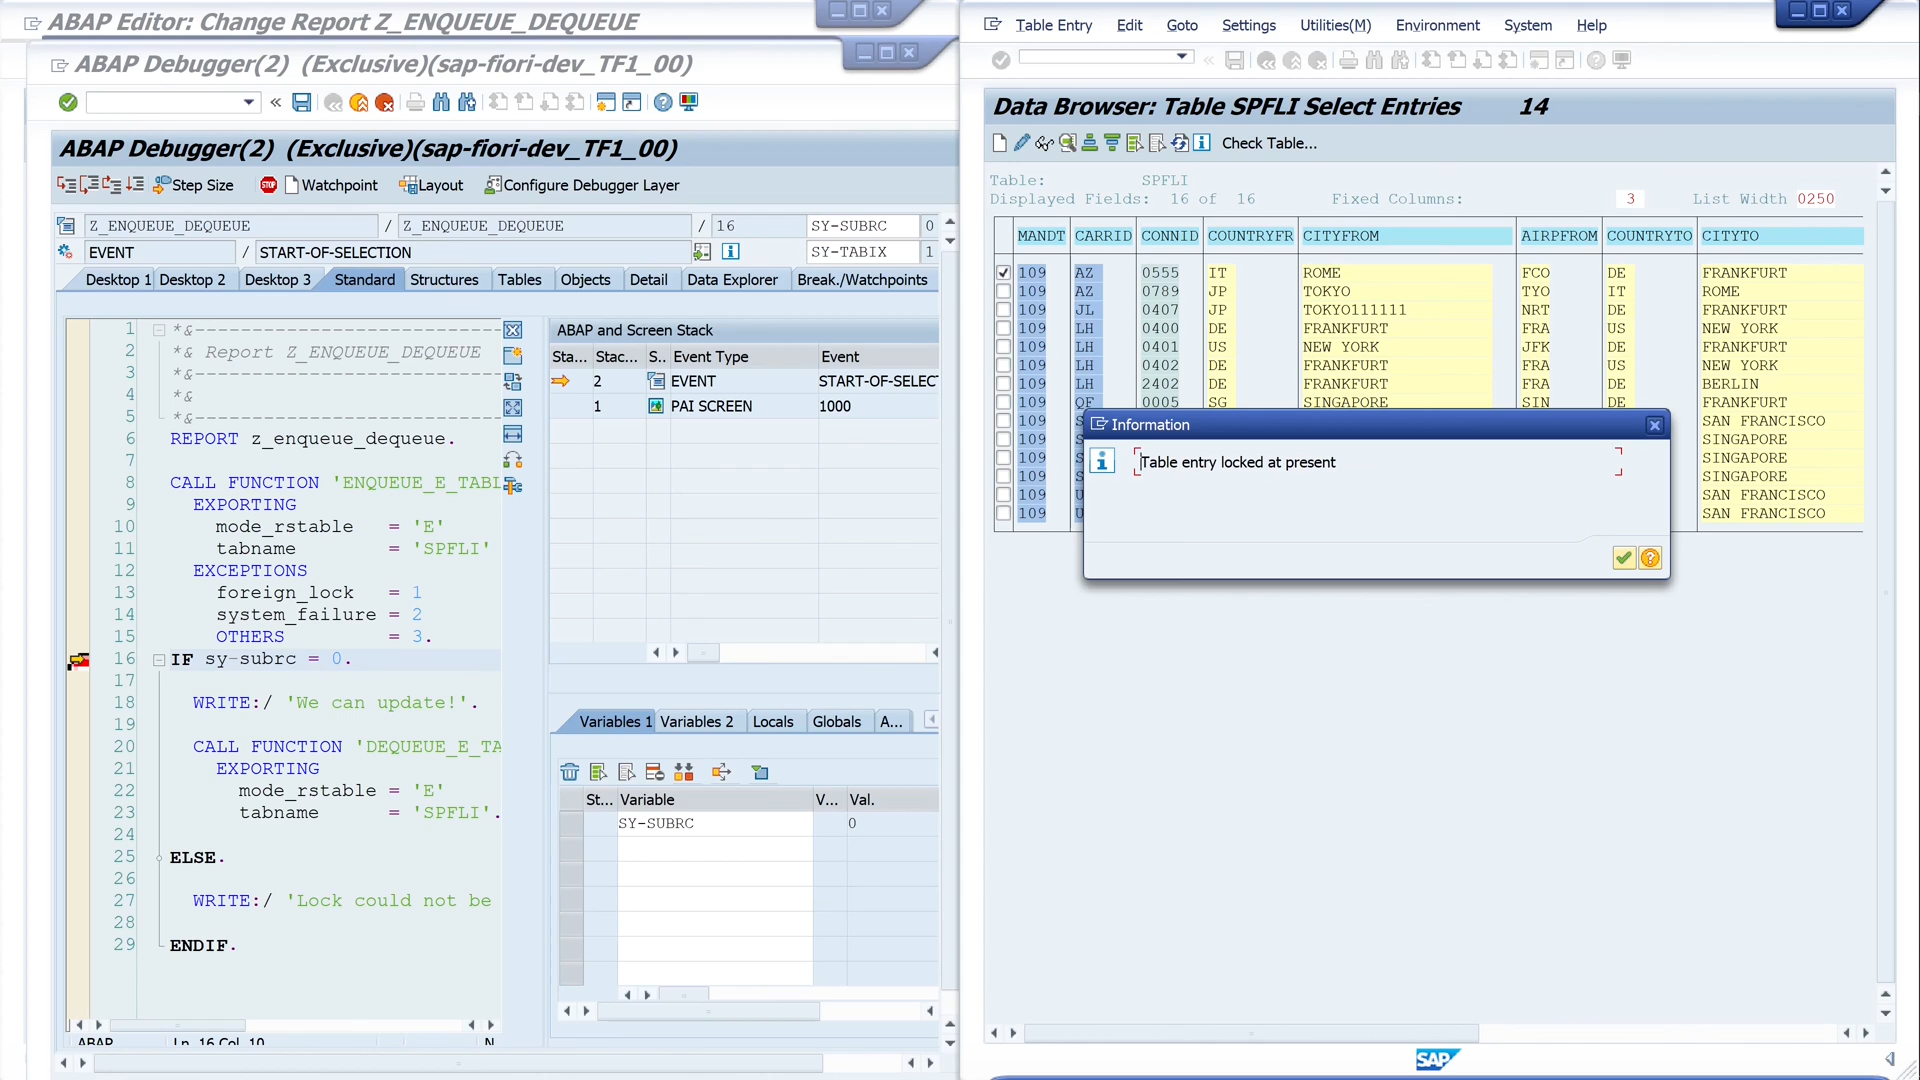 ABAP Editor: Change Report Z_ENQUEUE_DEQUEUE
ABAP Debugger(2) (Exclusive)(sap-fiori-dev_TF1_00)
ABAP Debugger(2) (Exclusive)(sap-fiori-dev_TF1_00)
Step Size STOP Watchpoint Layout Configure Debugger Layer
Z_ENQUEUE_DEQUEUE / Z_ENQUEUE_DEQUEUE / 16 SY-SUBRC 0
EVENT / START-OF-SELECTION SY-TABIX 1
Desktop 1 Desktop 2 Desktop 3 Standard Structures Tables Objects Detail Data Explorer Break./Watchpoints
1 *&----------------------------
2 *& Report Z_ENQUEUE_DEQUEUE
3 *&----------------------------
4 *&
5 *&----------------------------
6 REPORT z_enqueue_dequeue.
7
8 CALL FUNCTION 'ENQUEUE_E_TABL
9 EXPORTING
10 mode_rstable = 'E'
11 tabname = 'SPFLI'
12 EXCEPTIONS
13 foreign_lock = 1
14 system_failure = 2
15 OTHERS = 3.
16 IF sy-subrc = 0.
17
18 WRITE:/ 'We can update!'.
19
20 CALL FUNCTION 'DEQUEUE_E_TA
21 EXPORTING
22 mode_rstable = 'E'
23 tabname = 'SPFLI'.
24
25 ELSE.
26
27 WRITE:/ 'Lock could not be
28
29 ENDIF.
ABAP Ln 16 Col 10 N
ABAP and Screen Stack
Sta... Stac... S.. Event Type Event
2 EVENT START-OF-SELECT
1 PAI SCREEN 1000
Variables 1 Variables 2 Locals Globals A...
St... Variable V... Val.
SY-SUBRC 0
Table Entry Edit Goto Settings Utilities(M) Environment System Help
Data Browser: Table SPFLI Select Entries 14
Check Table...
Table: SPFLI
Displayed Fields: 16 of 16 Fixed Columns: 3 List Width 0250
MANDT CARRID CONNID COUNTRYFR CITYFROM AIRPFROM COUNTRYTO CITYTO
109 AZ 0555 IT ROME FCO DE FRANKFURT
109 AZ 0789 JP TOKYO TYO IT ROME
109 JL 0407 JP TOKYO111111 NRT DE FRANKFURT
109 LH 0400 DE FRANKFURT FRA US NEW YORK
109 LH 0401 US NEW YORK JFK DE FRANKFURT
109 LH 0402 DE FRANKFURT FRA US NEW YORK
109 LH 2402 DE FRANKFURT FRA DE BERLIN
109 QF 0005 SG SINGAPORE SIN DE FRANKFURT
109 S SAN FRANCISCO
109 S SINGAPORE
109 S SINGAPORE
109 S SINGAPORE
109 U SAN FRANCISCO
109 U SAN FRANCISCO
Information
Table entry locked at present
SAP